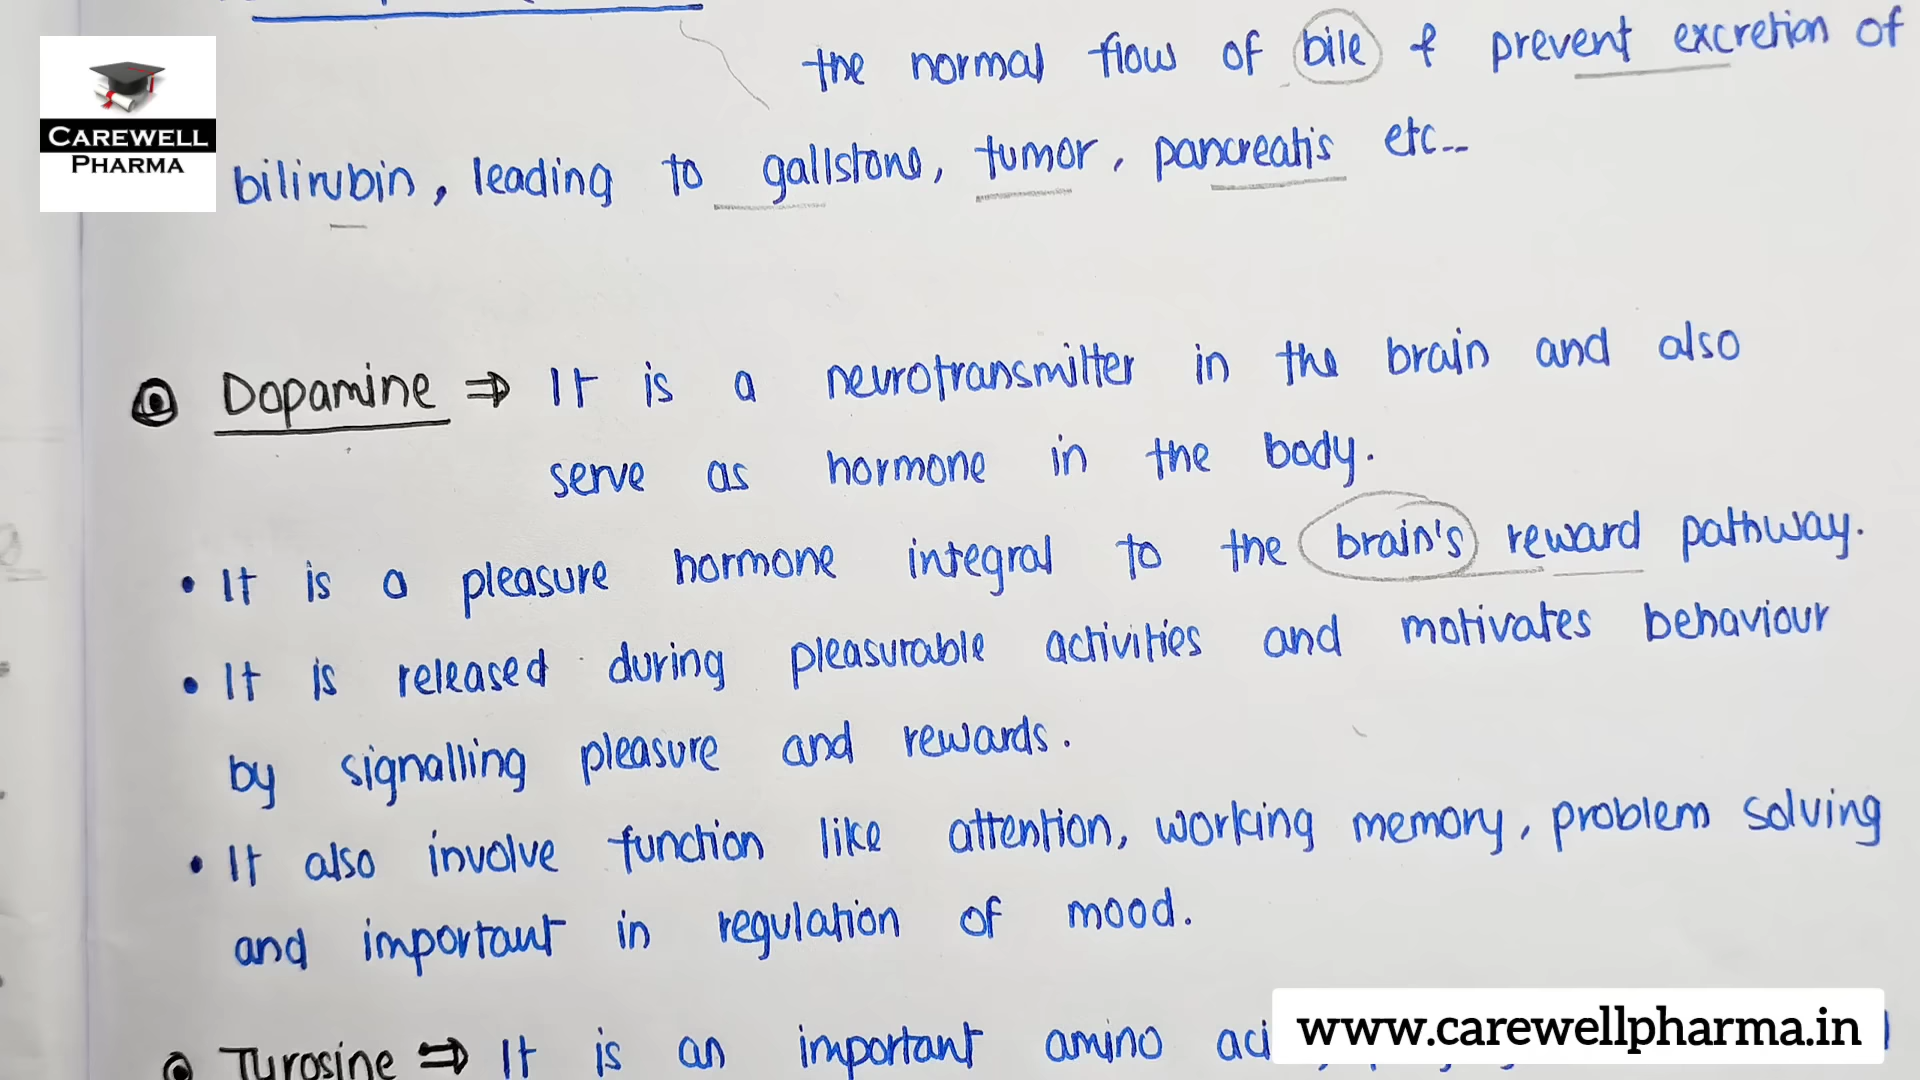 CAREWELL
PHARMA
the normal flow of bile & prevent excretion of
bilirubin, leading to gallstone, tumor, pancreatis etc...
Dopamine ⇒ It is a neurotransmitter in the brain and also
serve as hormone in the body.
• It is a pleasure hormone integral to the brain's reward pathway.
• It is released during pleasurable activities and motivates behaviour
by signalling pleasure and rewards.
• It also involve function like attention, working memory, problem solving
and important in regulation of mood.
Tyrosine ⇒ It is an important amino aci
www.carewellpharma.in